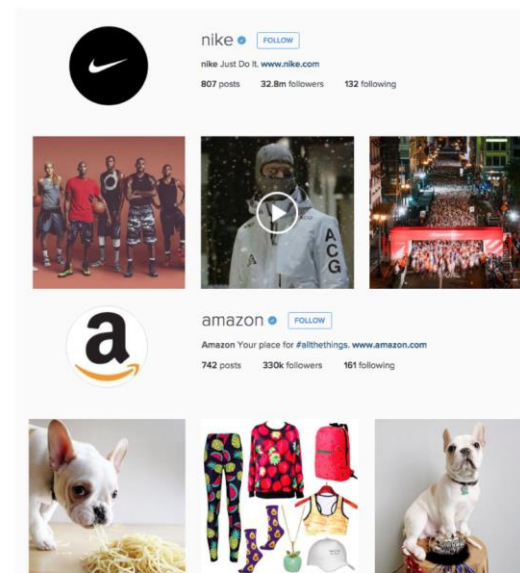 nike FOLLOW
nike Just Do It. www.nike.com
807 posts 32.8m followers 132 following
A
ACG
a
amazon FOLLOW
Amazon Your place for #allthethings. www.amazon.com
742 posts 330k followers 161 following